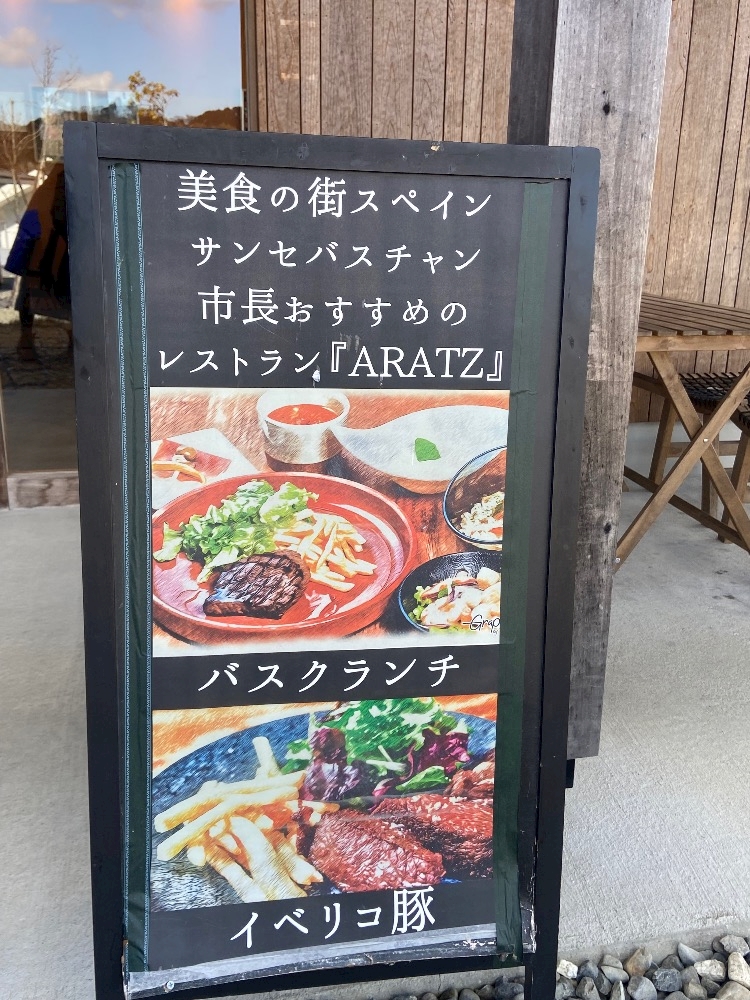 美食の街スペイン
サンセバスチャン
市長おすすめの
レストラン『ARATZ』
バスクランチ
イベリコ豚